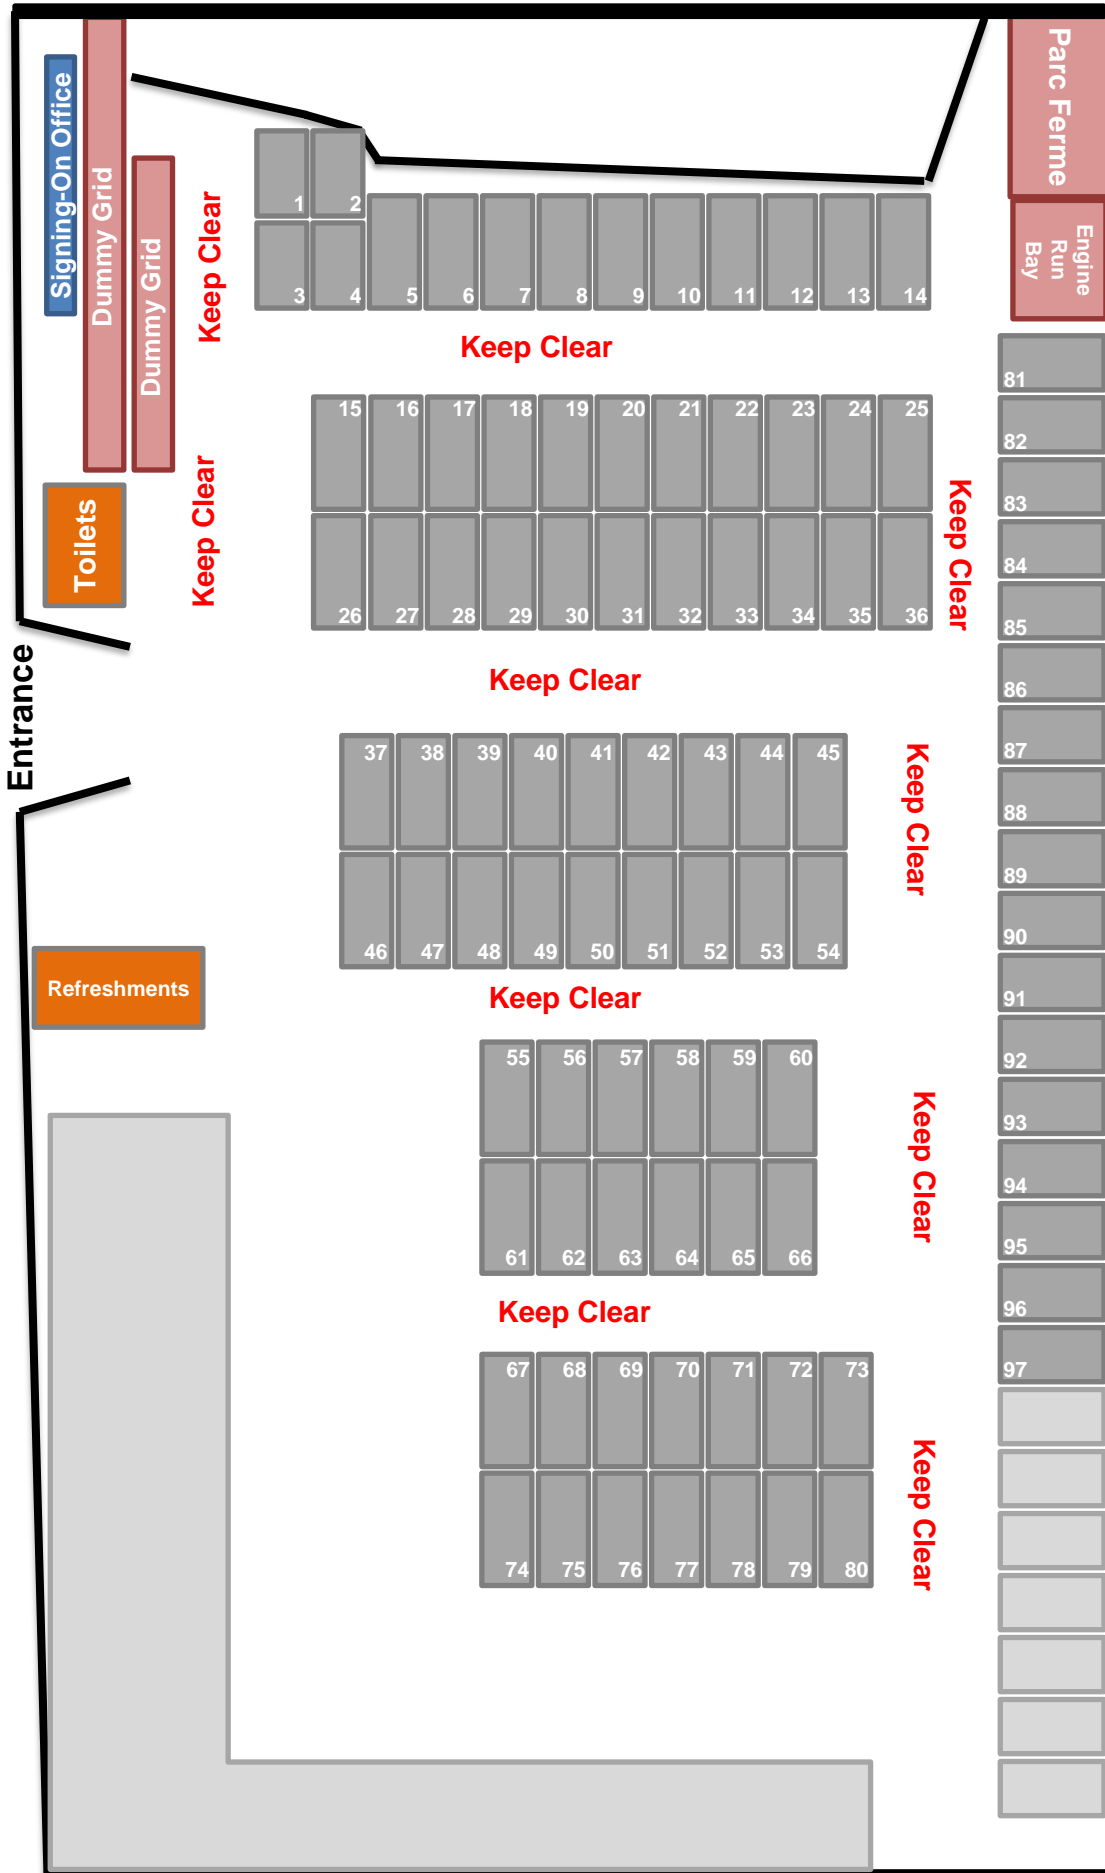 Signing-On Office
Dummy Grid
Dummy Grid
Parc Ferme
Engine
Run
Bay
Keep Clear
1 2
3 4 5 6 7 8 9 10 11 12 13 14
Keep Clear
81
82
83
84
85
86
87
88
89
90
91
92
93
94
95
96
97
15 16 17 18 19 20 21 22 23 24 25
26 27 28 29 30 31 32 33 34 35 36
Keep Clear
Keep Clear
Toilets
Entrance
Keep Clear
37 38 39 40 41 42 43 44 45
46 47 48 49 50 51 52 53 54
Keep Clear
Refreshments
Keep Clear
55 56 57 58 59 60
61 62 63 64 65 66
Keep Clear
Keep Clear
67 68 69 70 71 72 73
74 75 76 77 78 79 80
Keep Clear